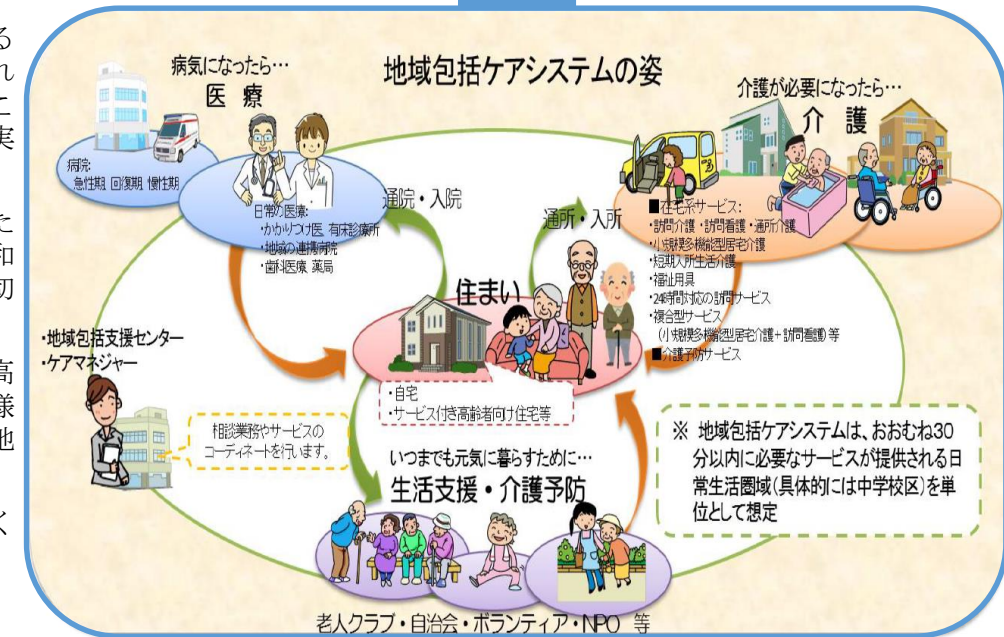 る
れ
こ
実
た
和
切
高
様
地
く
地域包括ケアシステムの姿
病気になったら…
医 療
病院:
急性期 回復期 慢性期
日常の医療:
・かかりつけ医 有床診療所
・地域の連携病院
・歯科医療 薬局
通院・入院
通所・入所
介護が必要になったら…
介 護
■在宅系サービス:
・訪問介護 ・訪問看護 ・通所介護
・小規模多機能型居宅介護
・短期入所生活介護
・福祉用具
・24時間対応の訪問サービス
・複合型サービス
(小規模多機能型居宅介護+訪問看護)等
■介護予防サービス
住まい
・自宅
・サービス付き高齢者向け住宅等
・地域包括支援センター
・ケアマネジャー
相談業務やサービスの
コーディネートを行います。
いつまでも元気に暮らすために…
生活支援・介護予防
老人クラブ・自治会・ボランティア・NPO 等
※ 地域包括ケアシステムは、おおむね30
分以内に必要なサービスが提供される日
常生活圏域(具体的には中学校区)を単
位として想定